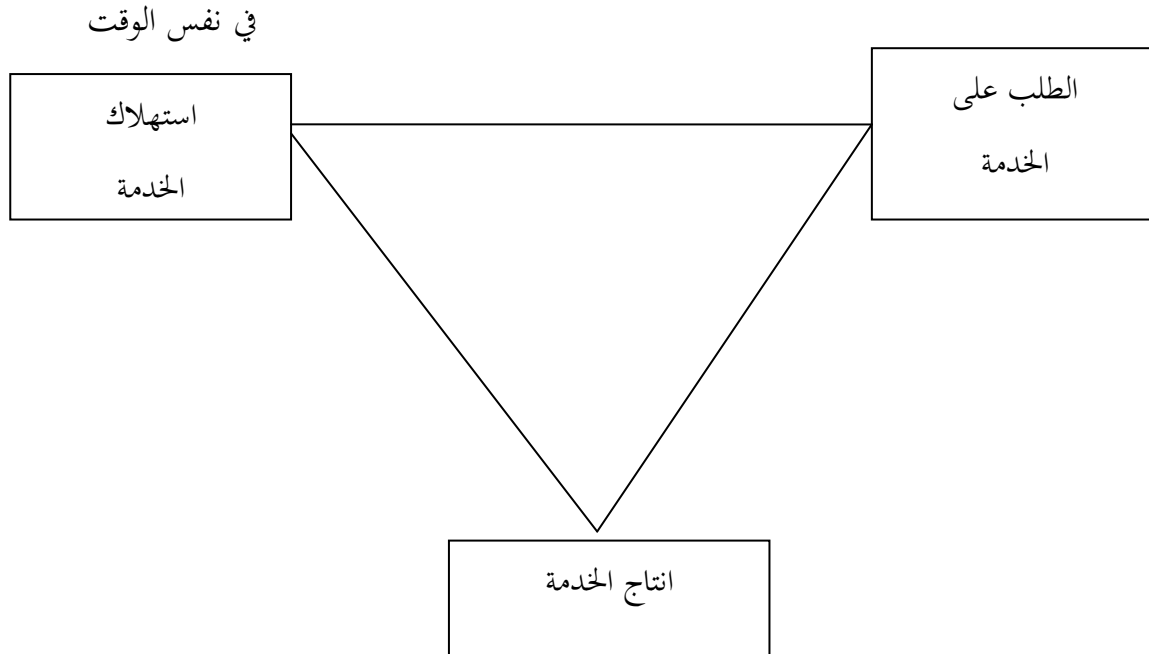 في نفس الوقت
الطلب على
الخدمة
استهلاك
الخدمة
انتاج الخدمة